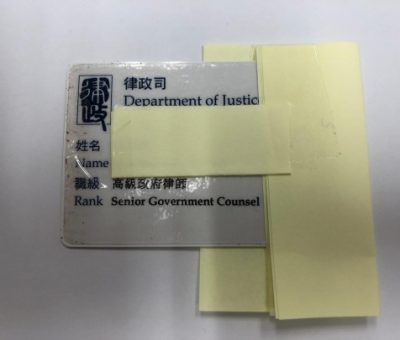 律政司
Department of Justic
姓名
Name
職級 高級政府律師
Rank Senior Government Counsel